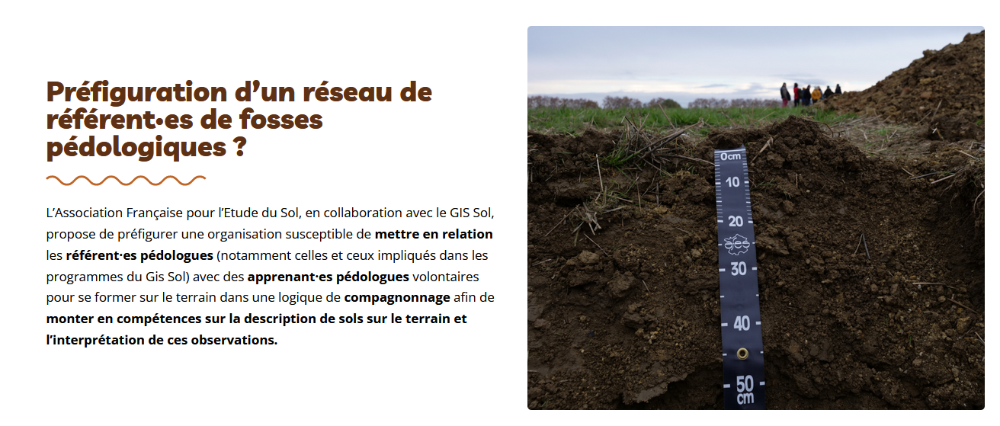 Préfiguration d’un réseau de
référent·es de fosses
pédologiques ?
L’Association Française pour l’Etude du Sol, en collaboration avec le GIS Sol,
propose de préfigurer une organisation susceptible de mettre en relation
les référent·es pédologues (notamment celles et ceux impliqués dans les
programmes du Gis Sol) avec des apprenant·es pédologues volontaires
pour se former sur le terrain dans une logique de compagnonnage afin de
monter en compétences sur la description de sols sur le terrain et
l’interprétation de ces observations.
0cm
10
20
afes
30
40
50
cm